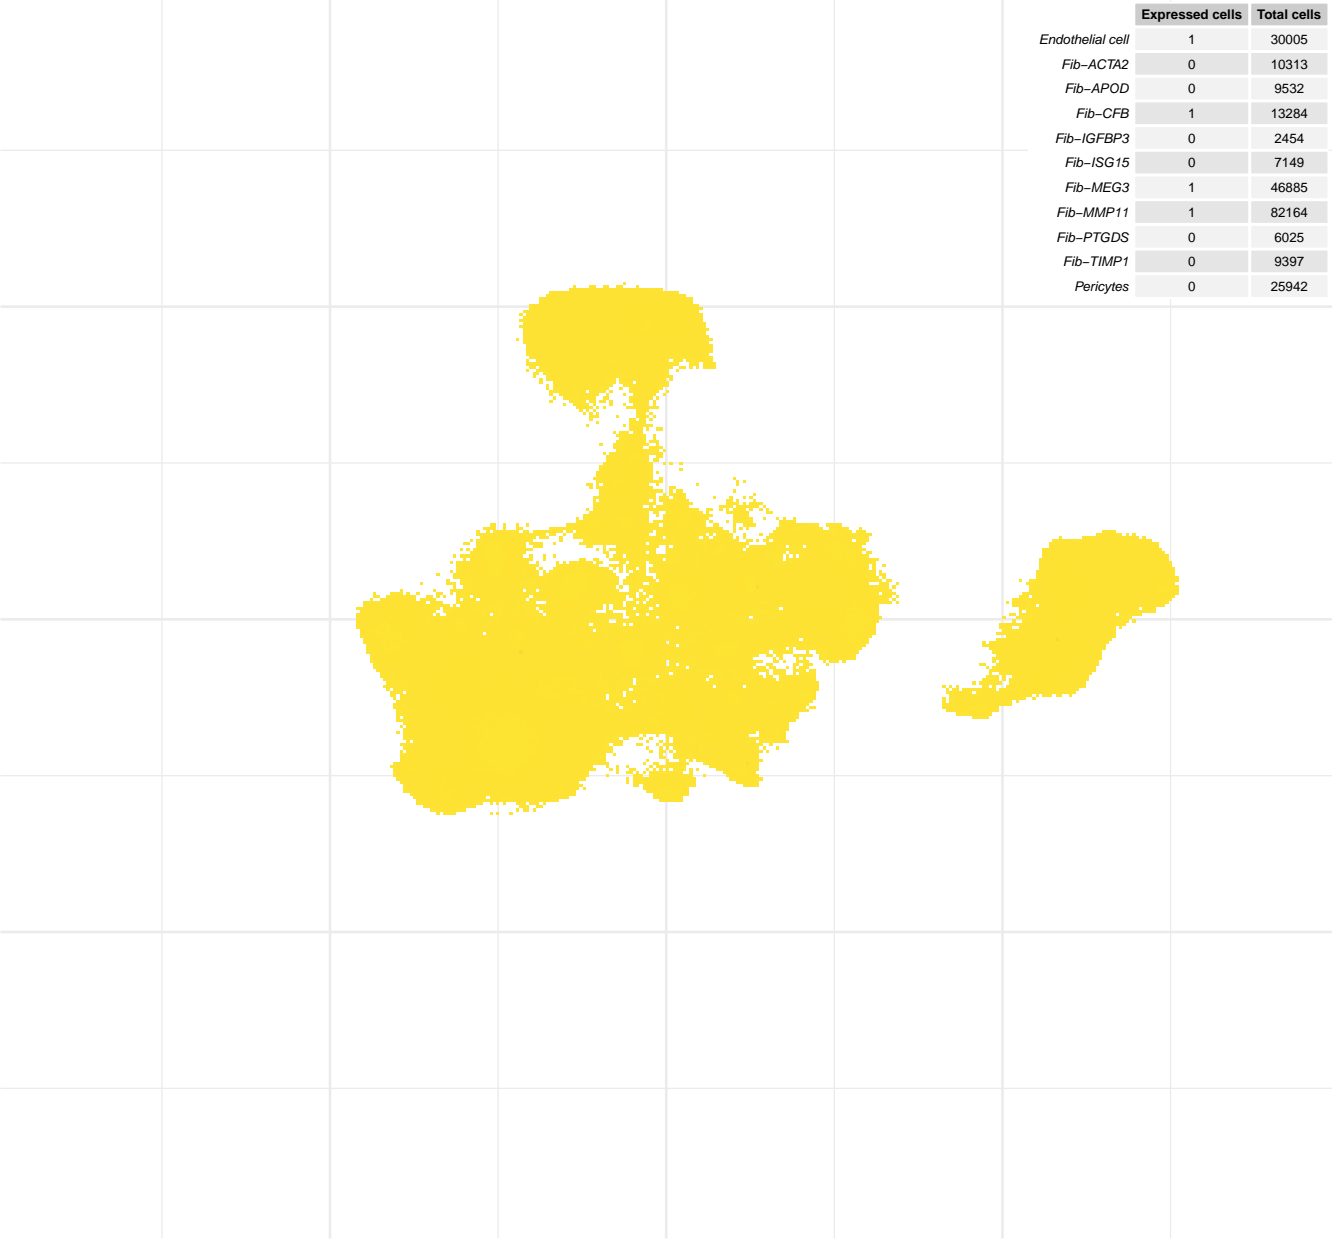 Expressed cells Total cells
Endothelial cell 1 30005
Fib−ACTA2 0 10313
Fib−APOD 0 9532
Fib−CFB 1 13284
Fib−IGFBP3 0 2454
Fib−ISG15 0 7149
Fib−MEG3 1 46885
Fib−MMP11 1 82164
Fib−PTGDS 0 6025
Fib−TIMP1 0 9397
Pericytes 0 25942